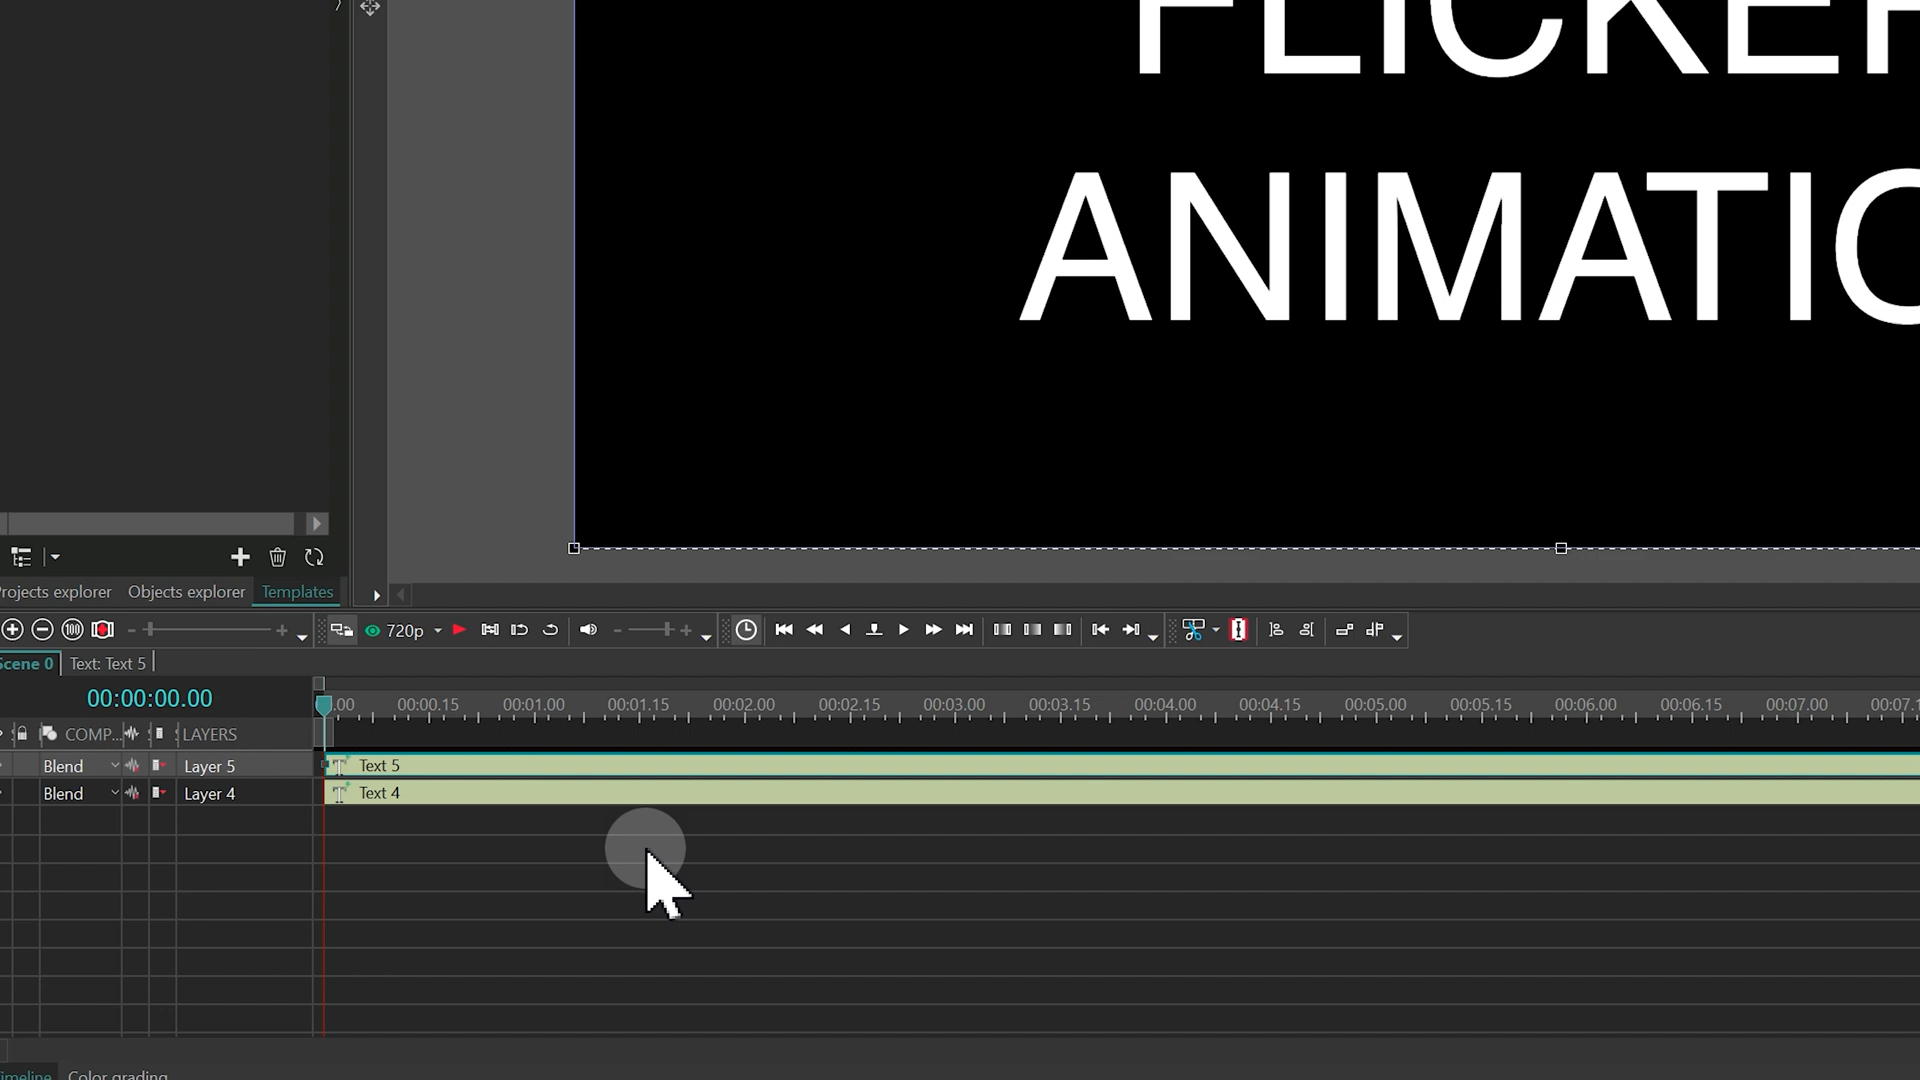 FLICKER
ANIMATIO
rojects explorer Objects explorer Templates
720p
Scene 0 Text: Text 5
00:00:00.00
.00 00:00.15 00:01.00 00:01.15 00:02.00 00:02.15 00:03.00 00:03.15 00:04.00 00:04.15 00:05.00 00:05.15 00:06.00 00:06.15 00:07.00 00:07.1
COMP... LAYERS
Blend Layer 5 Text 5
Blend Layer 4 Text 4
imeline Color grading